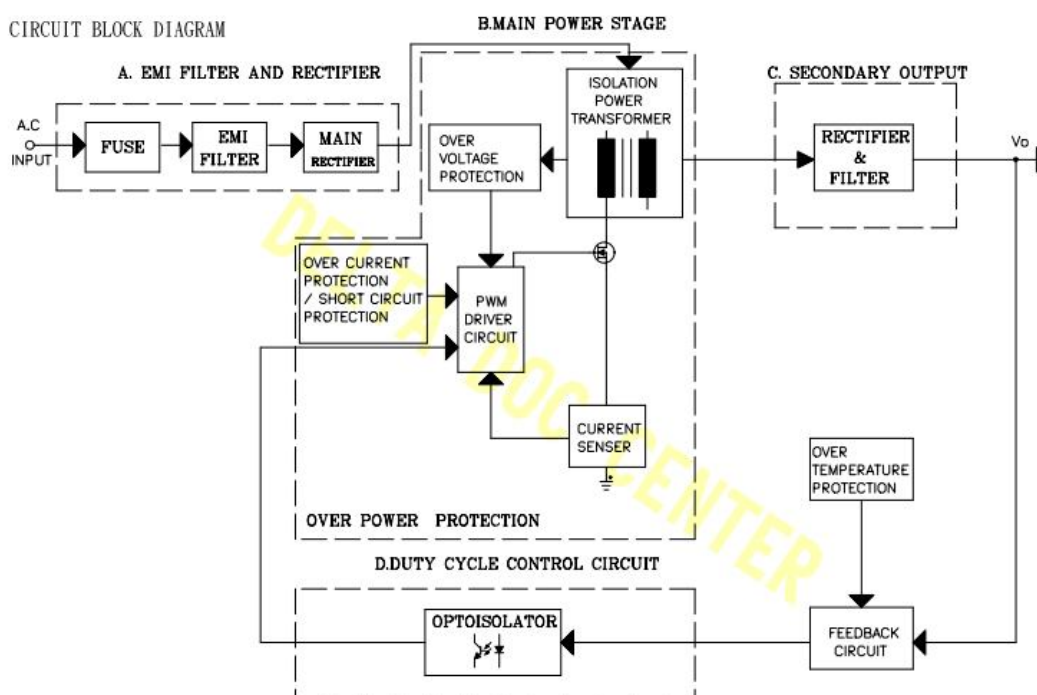 CIRCUIT BLOCK DIAGRAM
B.MAIN POWER STAGE
A. EMI FILTER AND RECTIFIER
C. SECONDARY OUTPUT
A.C
INPUT
FUSE
EMI
FILTER
MAIN
RECTIFIER
ISOLATION
POWER
TRANSFORMER
OVER
VOLTAGE
PROTECTION
RECTIFIER
&
FILTER
Vo
OVER CURRENT
PROTECTION
/ SHORT CIRCUIT
PROTECTION
PWM
DRIVER
CIRCUIT
CURRENT
SENSER
OVER
TEMPERATURE
PROTECTION
OVER POWER PROTECTION
D.DUTY CYCLE CONTROL CIRCUIT
OPTOISOLATOR
FEEDBACK
CIRCUIT
DELTA DOC CENTER